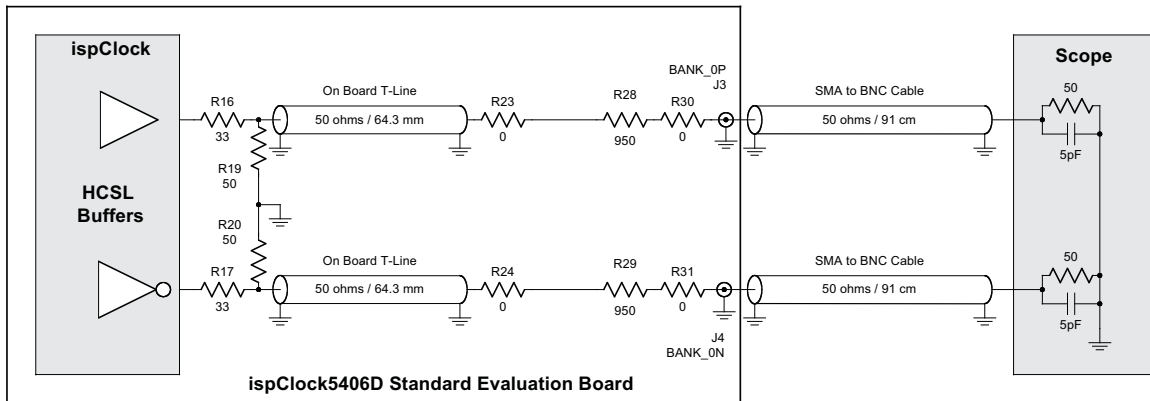 ispClock
R16
33
On Board T-Line
50 ohms / 64.3 mm
R23
0
R28
950
R30
0
BANK_0P
J3
SMA to BNC Cable
50 ohms / 91 cm
Scope
50
5pF
R19
50
HCSL
Buffers
R20
50
R17
33
On Board T-Line
50 ohms / 64.3 mm
R24
0
R29
950
R31
0
J4
BANK_0N
SMA to BNC Cable
50 ohms / 91 cm
50
5pF
ispClock5406D Standard Evaluation Board